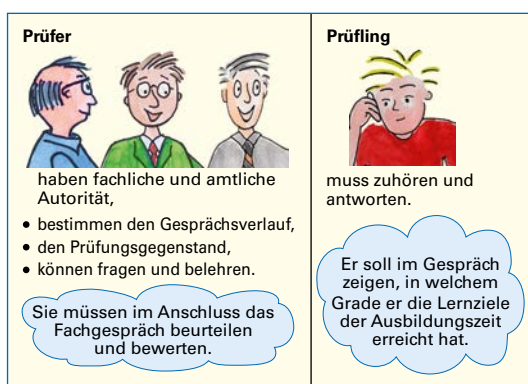 Prüfer
haben fachliche und amtliche
Autorität,
• bestimmen den Gesprächsverlauf,
• den Prüfungsgegenstand,
• können fragen und belehren.
Sie müssen im Anschluss das
Fachgespräch beurteilen
und bewerten.
Prüfling
muss zuhören und
antworten.
Er soll im Gespräch
zeigen, in welchem
Grade er die Lernziele
der Ausbildungszeit
erreicht hat.